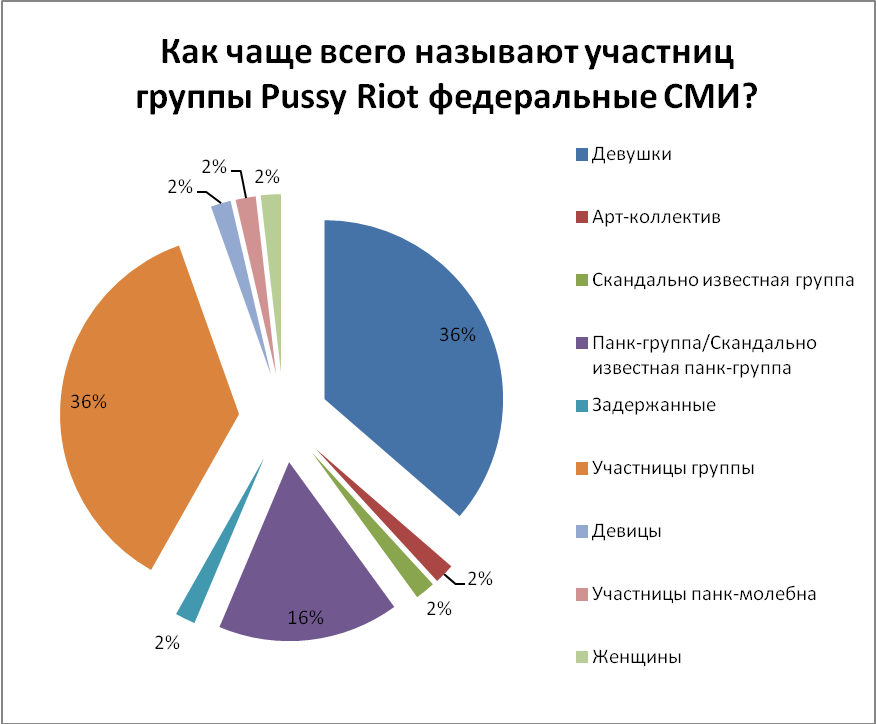 Как чаще всего называют участниц
группы Pussy Riot федеральные СМИ?
2%
2%
2%
36%
36%
2%
2%
16%
2%
Девушки
Арт-коллектив
Скандально известная группа
Панк-группа/Скандально
известная панк-группа
Задержанные
Участницы группы
Девицы
Участницы панк-молебна
Женщины